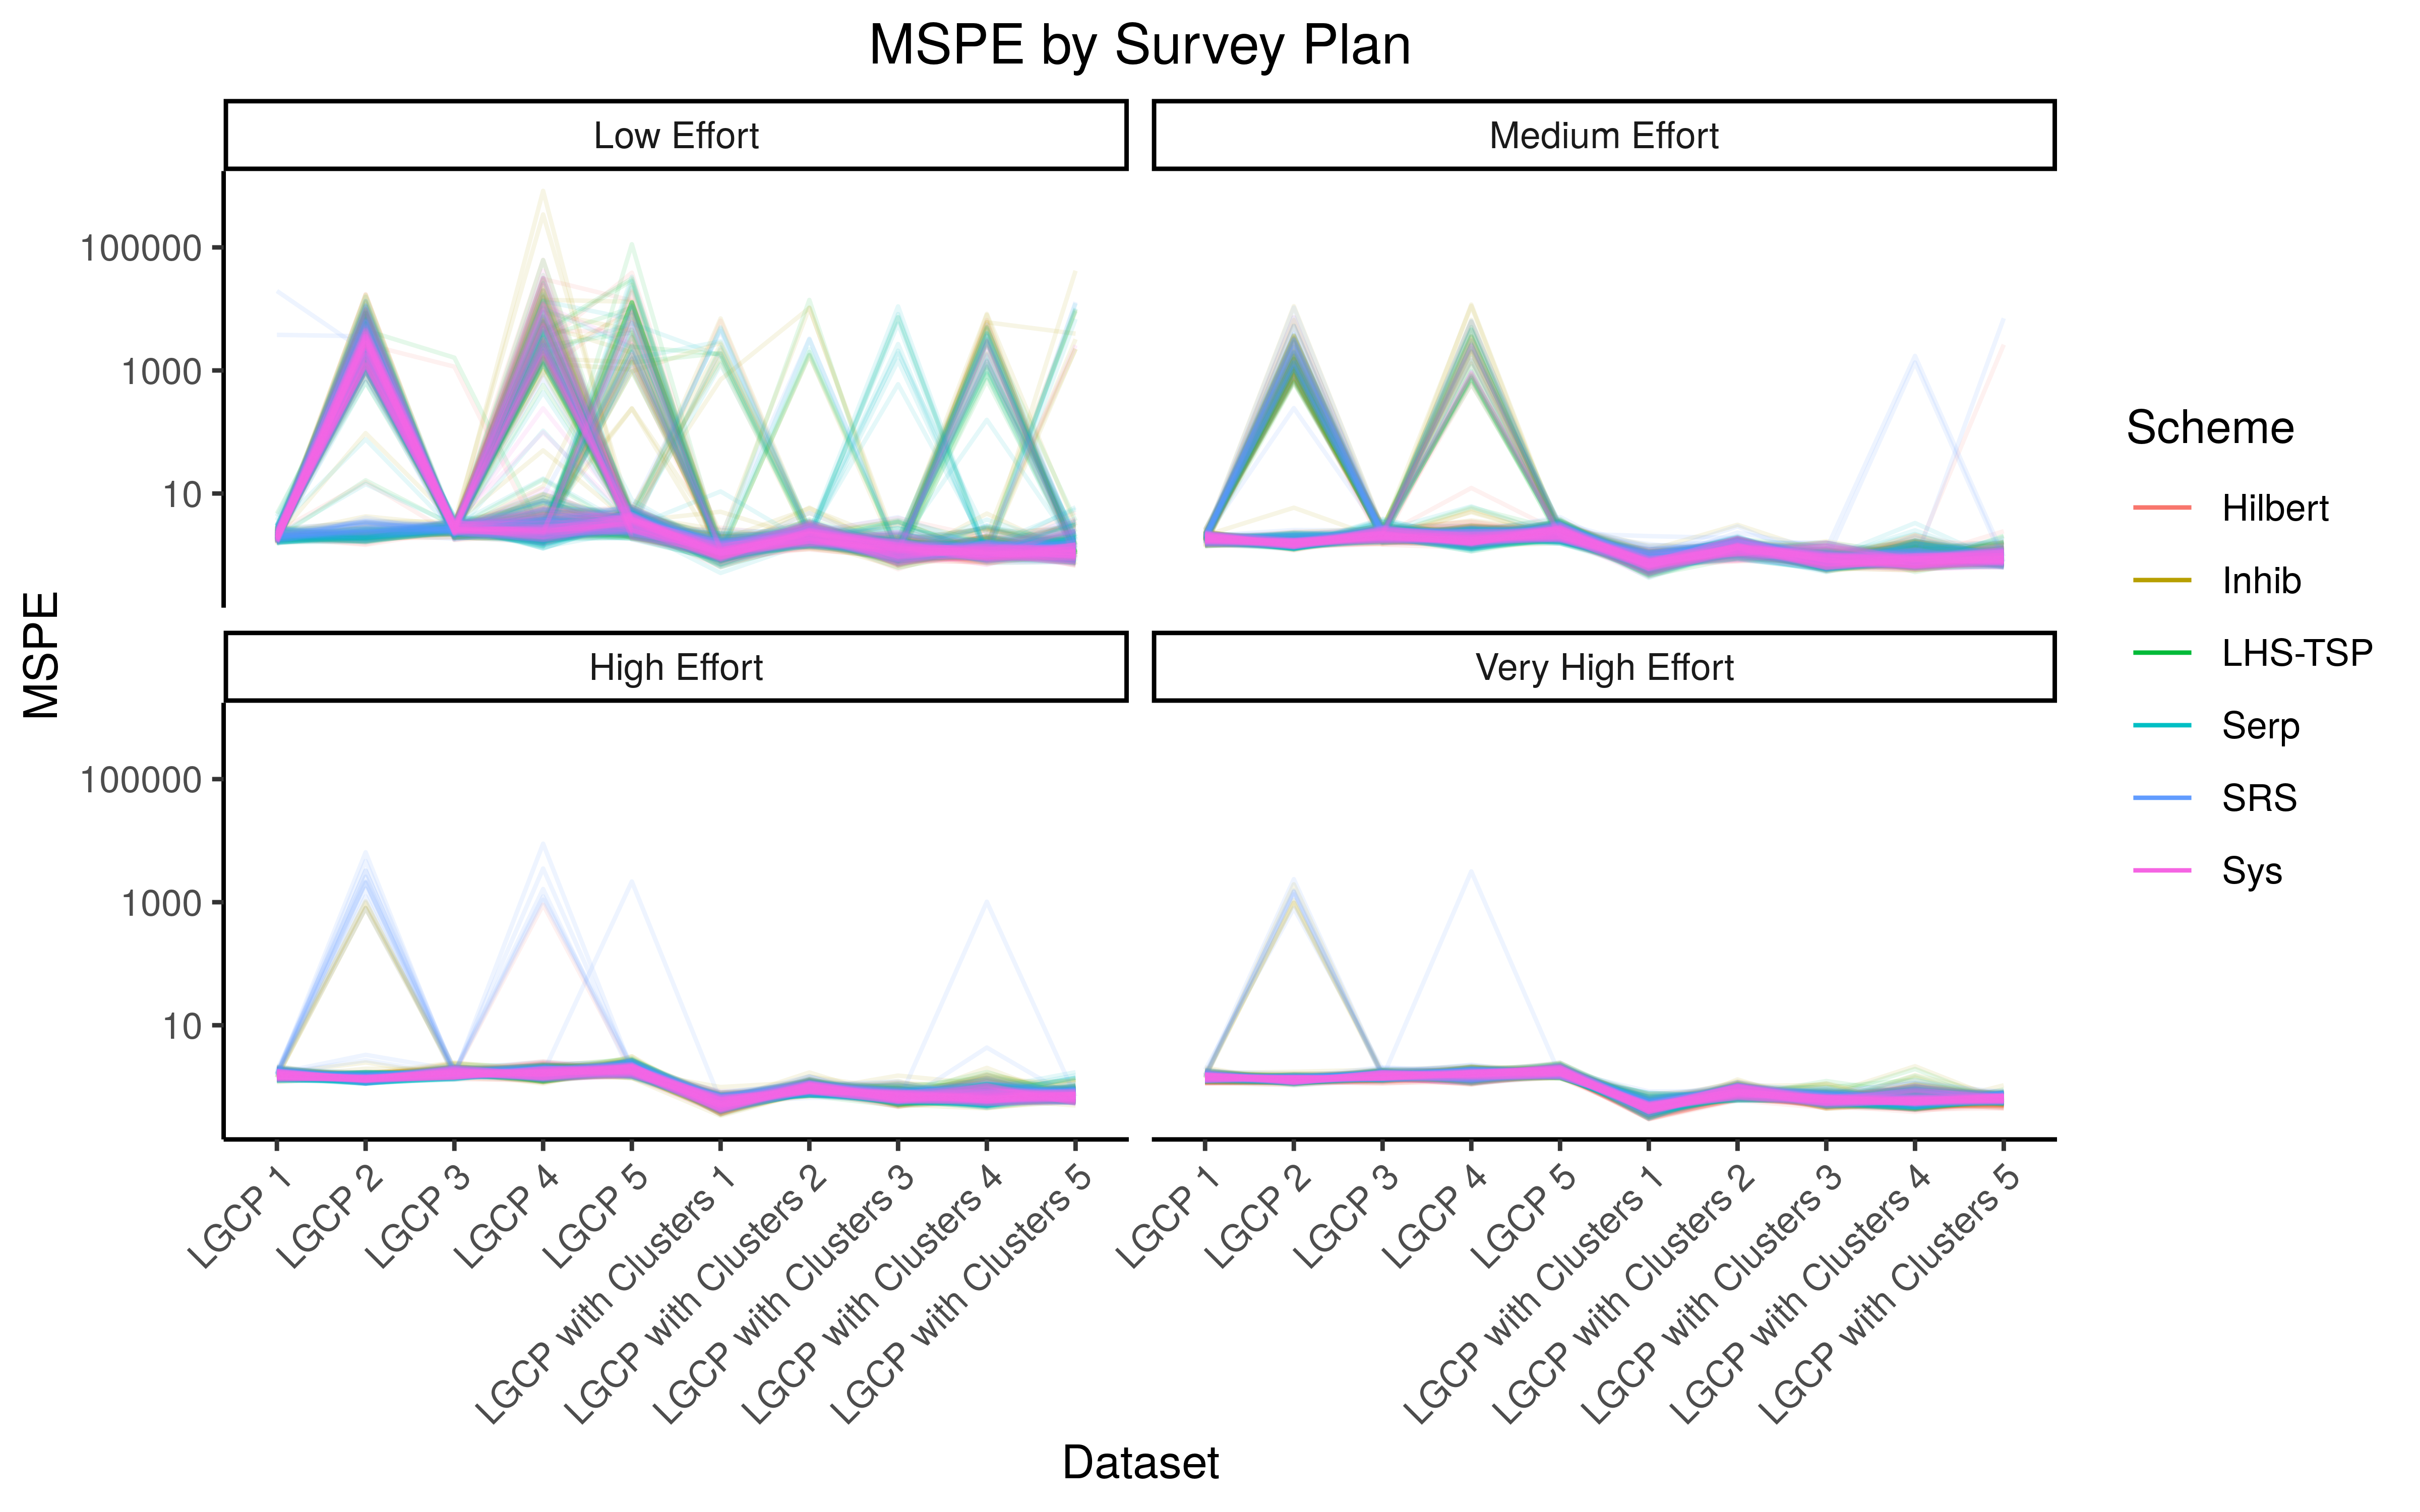 MSPE by Survey Plan
Low Effort
Medium Effort
100000
1000
10
High Effort
Very High Effort
100000
1000
10
MSPE
LGCP 1
LGCP 2
LGCP 3
LGCP 4
LGCP 5
LGCP with Clusters 1
LGCP with Clusters 2
LGCP with Clusters 3
LGCP with Clusters 4
LGCP with Clusters 5
LGCP 1
LGCP 2
LGCP 3
LGCP 4
LGCP 5
LGCP with Clusters 1
LGCP with Clusters 2
LGCP with Clusters 3
LGCP with Clusters 4
LGCP with Clusters 5
Dataset
Scheme
Hilbert
Inhib
LHS-TSP
Serp
SRS
Sys